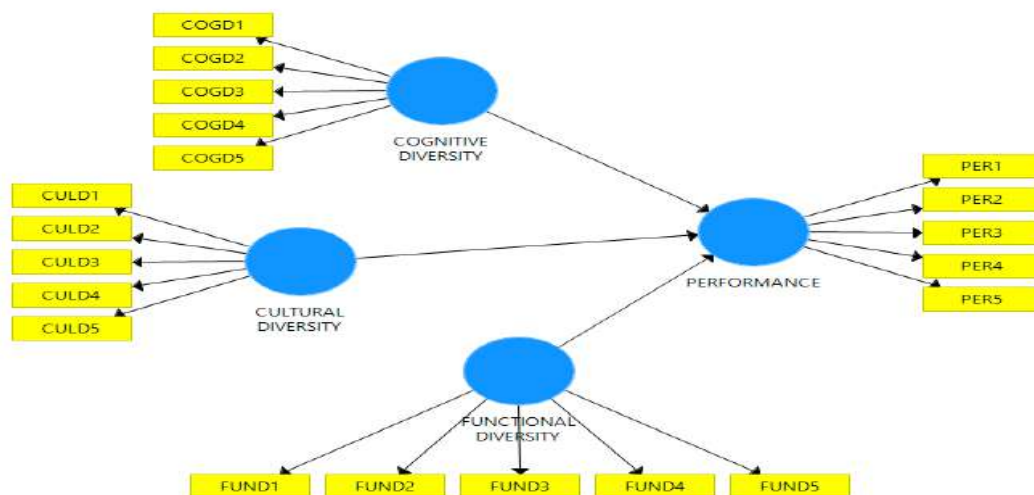 COGD1
COGD2
COGD3
COGD4
COGD5
COGNITIVE
DIVERSITY
CULD1
CULD2
CULD3
CULD4
CULD5
CULTURAL
DIVERSITY
PER1
PER2
PER3
PER4
PER5
PERFORMANCE
FUNCTIONAL
DIVERSITY
FUND1
FUND2
FUND3
FUND4
FUND5